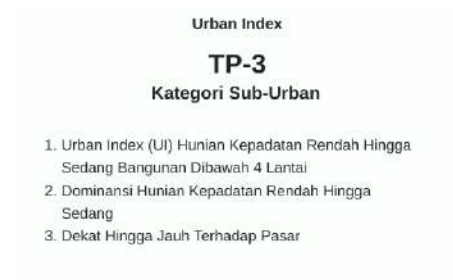 Urban Index
TP-3
Kategori Sub-Urban
1. Urban Index (UI) Hunian Kepadatan Rendah Hingga
Sedang Bangunan Dibawah 4 Lantai
2. Dominansi Hunian Kepadatan Rendah Hingga
Sedang
3. Dekat Hingga Jauh Terhadap Pasar